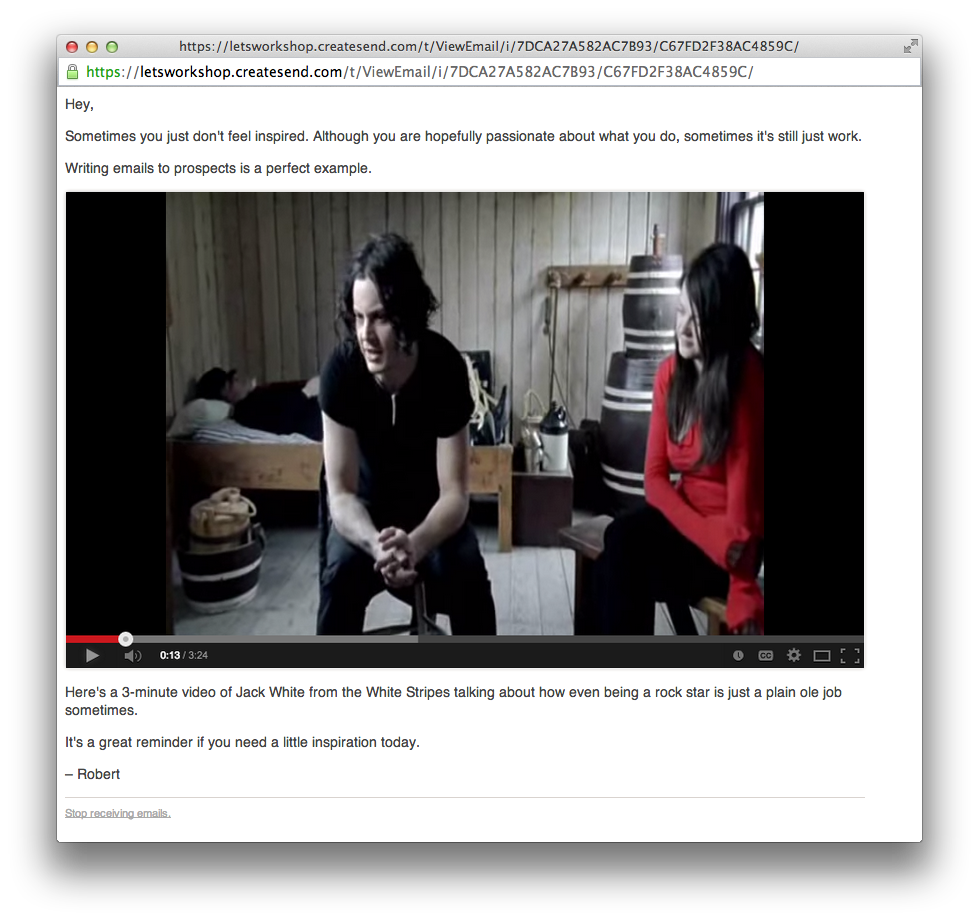 https://letsworkshop.createsend.com/t/ViewEmail/i/7DCA27A582AC7B93/C67FD2F38AC4859C/
https://letsworkshop.createsend.com/t/ViewEmail/i/7DCA27A582AC7B93/C67FD2F38AC4859C/
Hey,
Sometimes you just don't feel inspired. Although you are hopefully passionate about what you do, sometimes it's still just work.
Writing emails to prospects is a perfect example.
0:13 / 3:24
CC
Here's a 3-minute video of Jack White from the White Stripes talking about how even being a rock star is just a plain ole job
sometimes.
It's a great reminder if you need a little inspiration today.
– Robert
Stop receiving emails.